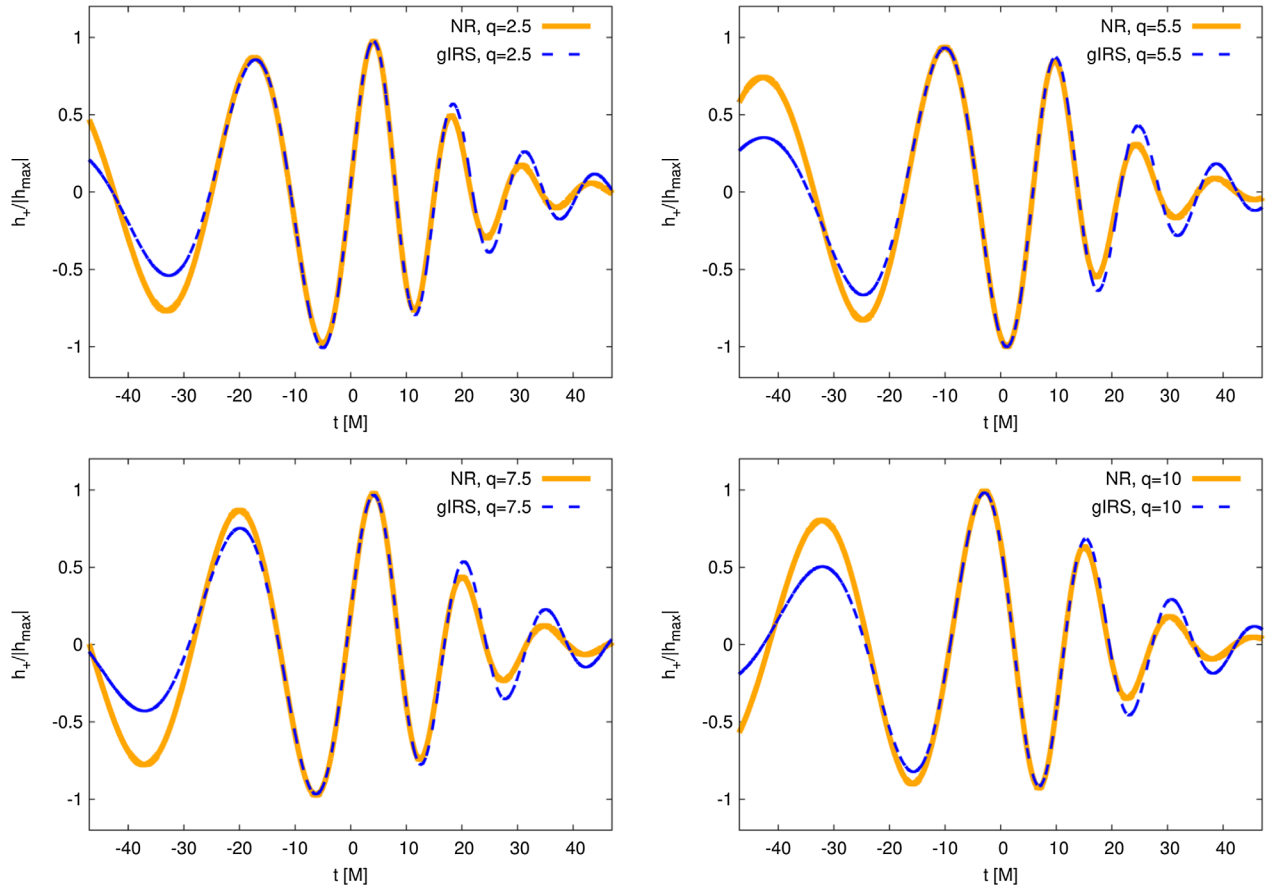 NR, q=2.5
gIRS, q=2.5
h+/|hmax|
1
0.5
0
-0.5
-1
-40 -30 -20 -10 0 10 20 30 40
t [M]
NR, q=5.5
gIRS, q=5.5
h+/|hmax|
1
0.5
0
-0.5
-1
-40 -30 -20 -10 0 10 20 30 40
t [M]
NR, q=7.5
gIRS, q=7.5
h+/|hmax|
1
0.5
0
-0.5
-1
-40 -30 -20 -10 0 10 20 30 40
t [M]
NR, q=10
gIRS, q=10
h+/|hmax|
1
0.5
0
-0.5
-1
-40 -30 -20 -10 0 10 20 30 40
t [M]